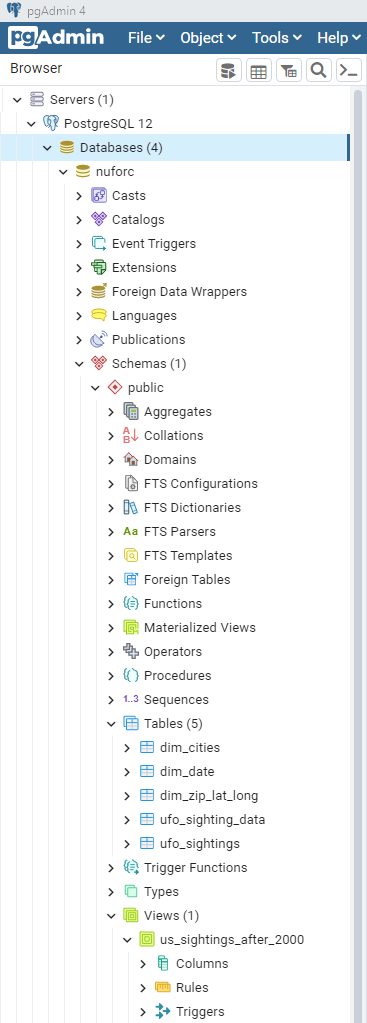 pgAdmin 4
pgAdmin File Object Tools Help
Browser
Servers (1)
PostgreSQL 12
Databases (4)
nuforc
Casts
Catalogs
Event Triggers
Extensions
Foreign Data Wrappers
Languages
Publications
Schemas (1)
public
Aggregates
Collations
Domains
FTS Configurations
FTS Dictionaries
Aa FTS Parsers
FTS Templates
Foreign Tables
Functions
Materialized Views
Operators
Procedures
1..3 Sequences
Tables (5)
dim_cities
dim_date
dim_zip_lat_long
ufo_sighting_data
ufo_sightings
Trigger Functions
Types
Views (1)
us_sightings_after_2000
Columns
Rules
Triggers